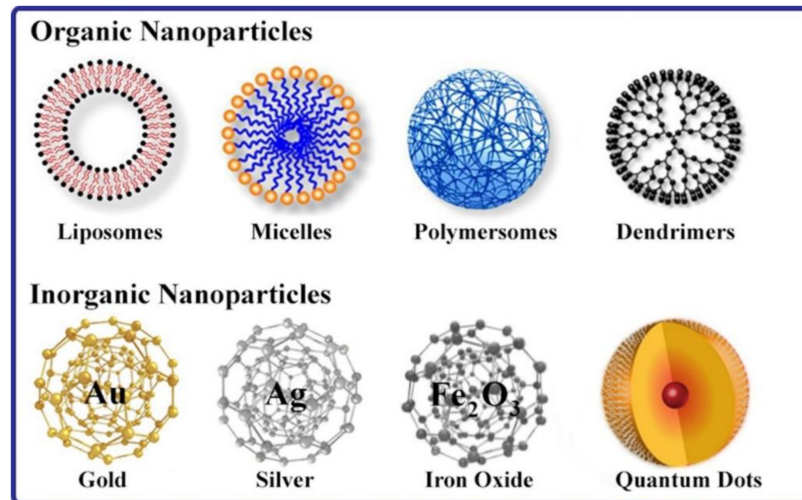 Organic Nanoparticles
Liposomes Micelles Polymersomes Dendrimers
Inorganic Nanoparticles
Au Ag Fe₂O₃
Gold Silver Iron Oxide Quantum Dots